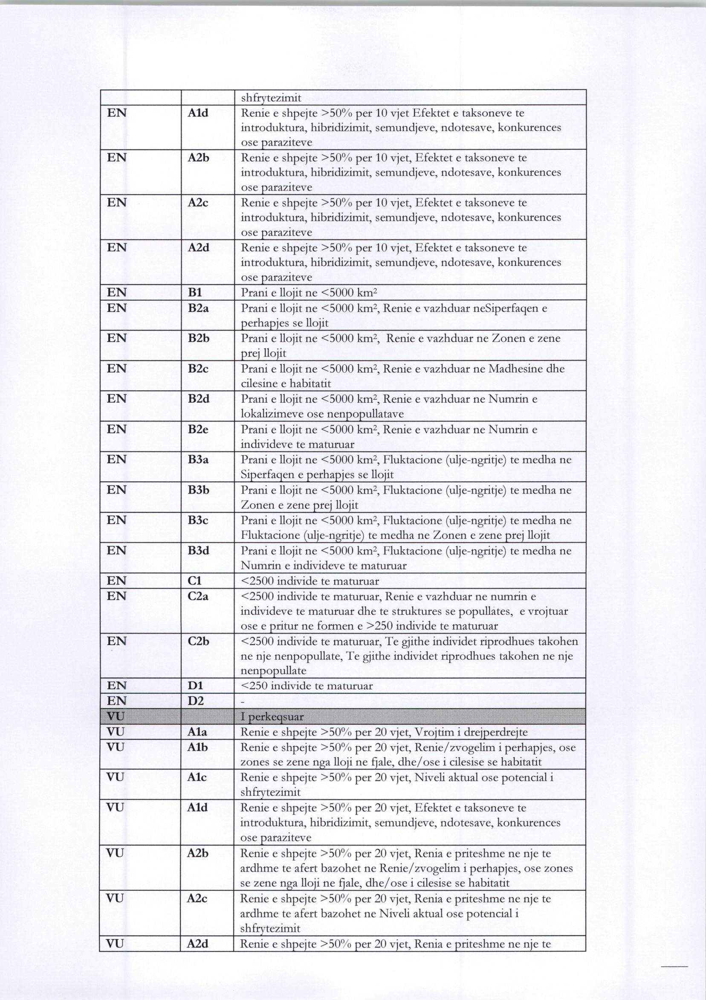 shfrytezimit
EN A1d Renie e shpejte >50% per 10 vjet Efektet e taksoneve te
introduktura, hibridizimit, semundjeve, ndotesave, konkurences
ose paraziteve
EN A2b Renie e shpejte >50% per 10 vjet, Efektet e taksoneve te
introduktura, hibridizimit, semundjeve, ndotesave, konkurences
ose paraziteve
EN A2c Renie e shpejte >50% per 10 vjet, Efektet e taksoneve te
introduktura, hibridizimit, semundjeve, ndotesave, konkurences
ose paraziteve
EN A2d Renie e shpejte >50% per 10 vjet, Efektet e taksoneve te
introduktura, hibridizimit, semundjeve, ndotesave, konkurences
ose paraziteve
EN B1 Prani e llojit ne <5000 km²
EN B2a Prani e llojit ne <5000 km², Renie e vazhduar neSiperfaqen e
perhapjes se llojit
EN B2b Prani e llojit ne <5000 km², Renie e vazhduar ne Zonen e zene
prej llojit
EN B2c Prani e llojit ne <5000 km², Renie e vazhduar ne Madhesine dhe
cilesine e habitatit
EN B2d Prani e llojit ne <5000 km², Renie e vazhduar ne Numrin e
lokalizimeve ose nenpopullatave
EN B2e Prani e llojit ne <5000 km², Renie e vazhduar ne Numrin e
individeve te maturuar
EN B3a Prani e llojit ne <5000 km², Fluktacione (ulje-ngritje) te medha ne
Siperfaqen e perhapjes se llojit
EN B3b Prani e llojit ne <5000 km², Fluktacione (ulje-ngritje) te medha ne
Zonen e zene prej llojit
EN B3c Prani e llojit ne <5000 km², Fluktacione (ulje-ngritje) te medha ne
Fluktacione (ulje-ngritje) te medha ne Zonen e zene prej llojit
EN B3d Prani e llojit ne <5000 km², Fluktacione (ulje-ngritje) te medha ne
Numrin e individeve te maturuar
EN C1 <2500 individe te maturuar
EN C2a <2500 individe te maturuar, Renie e vazhduar ne numrin e
individeve te maturuar dhe te struktures se popullates, e vrojtuar
ose e pritur ne formen e >250 individe te maturuar
EN C2b <2500 individe te maturuar, Te gjithe individet riprodhues takohen
ne nje nenpopullate, Te gjithe individet riprodhues takohen ne nje
nenpopullate
EN D1 <250 individe te maturuar
EN D2 -
VU I perkeqsuar
VU A1a Renie e shpejte >50% per 20 vjet, Vrojtim i drejperdrejte
VU A1b Renie e shpejte >50% per 20 vjet, Renie/zvogelim i perhapjes, ose
zones se zene nga lloji ne fjale, dhe/ose i cilesise se habitatit
VU A1c Renie e shpejte >50% per 20 vjet, Niveli aktual ose potencial i
shfrytezimit
VU A1d Renie e shpejte >50% per 20 vjet, Efektet e taksoneve te
introduktura, hibridizimit, semundjeve, ndotesave, konkurences
ose paraziteve
VU A2b Renie e shpejte >50% per 20 vjet, Renia e priteshme ne nje te
ardhme te afert bazohet ne Renie/zvogelim i perhapjes, ose zones
se zene nga lloji ne fjale, dhe/ose i cilesise se habitatit
VU A2c Renie e shpejte >50% per 20 vjet, Renia e priteshme ne nje te
ardhme te afert bazohet ne Niveli aktual ose potencial i
shfrytezimit
VU A2d Renie e shpejte >50% per 20 vjet, Renia e priteshme ne nje te